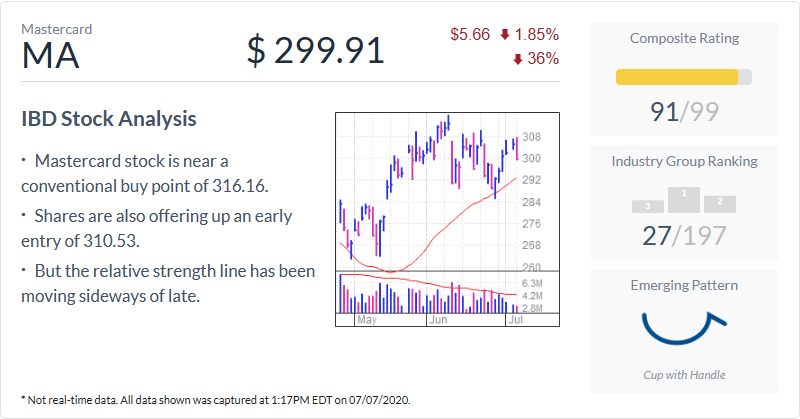 Mastercard
MA
$ 299.91
$5.66 1.85%
36%
IBD Stock Analysis
· Mastercard stock is near a
conventional buy point of 316.16.
· Shares are also offering up an early
entry of 310.53.
· But the relative strength line has been
moving sideways of late.
308
300
292
284
276
268
260
6.3M
4.2M
2.8M
May Jun Jul
Composite Rating
91/99
Industry Group Ranking
3 1 2
27/197
Emerging Pattern
Cup with Handle
* Not real-time data. All data shown was captured at 1:17PM EDT on 07/07/2020.